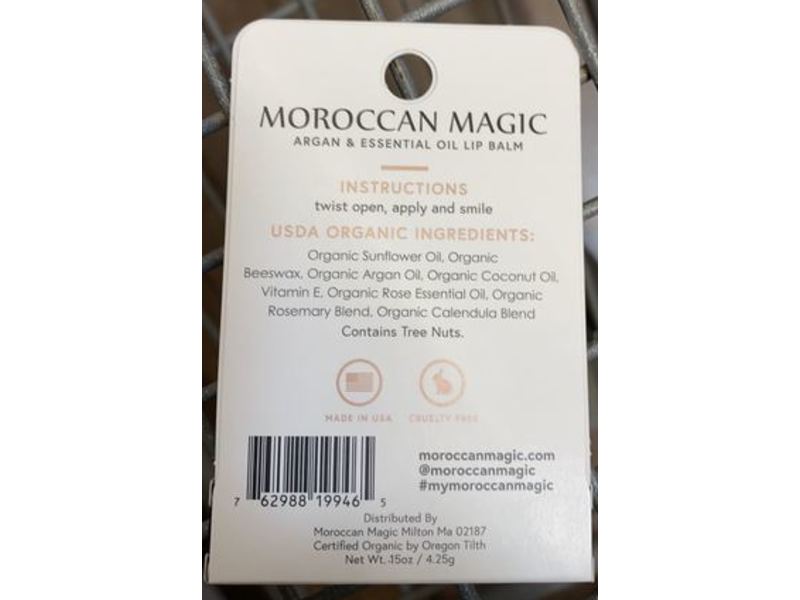 MOROCCAN MAGIC
ARGAN & ESSENTIAL OIL LIP BALM
INSTRUCTIONS
twist open, apply and smile
USDA ORGANIC INGREDIENTS:
Organic Sunflower Oil, Organic
Beeswax, Organic Argan Oil, Organic Coconut Oil,
Vitamin E, Organic Rose Essential Oil, Organic
Rosemary Blend, Organic Calendula Blend
Contains Tree Nuts.
MADE IN USA CRUELTY FREE
moroccanmagic.com
@moroccanmagic
#mymoroccanmagic
7 62988 19946 5
Distributed By
Moroccan Magic Milton Ma 02187
Certified Organic by Oregon Tilth
Net Wt. .15oz / 4.25g